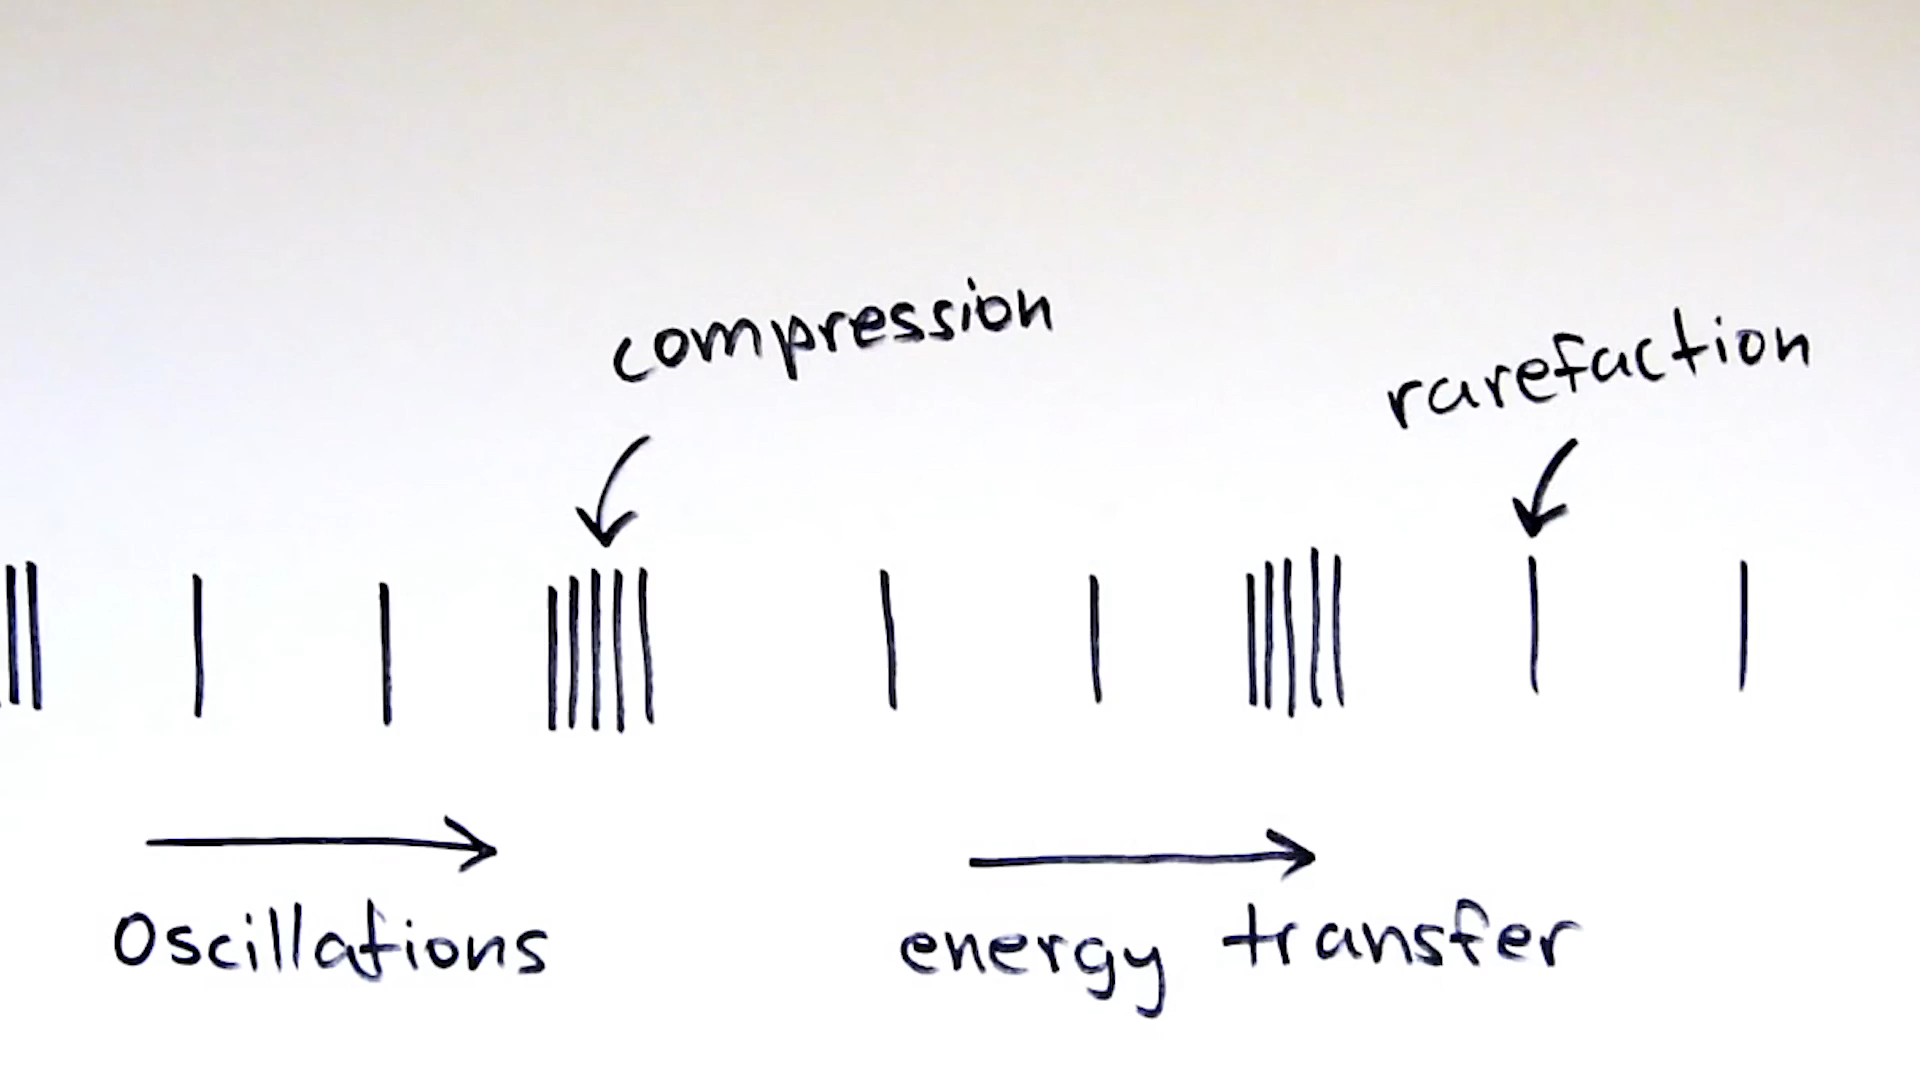 compression
rarefaction
Oscillations
energy transfer